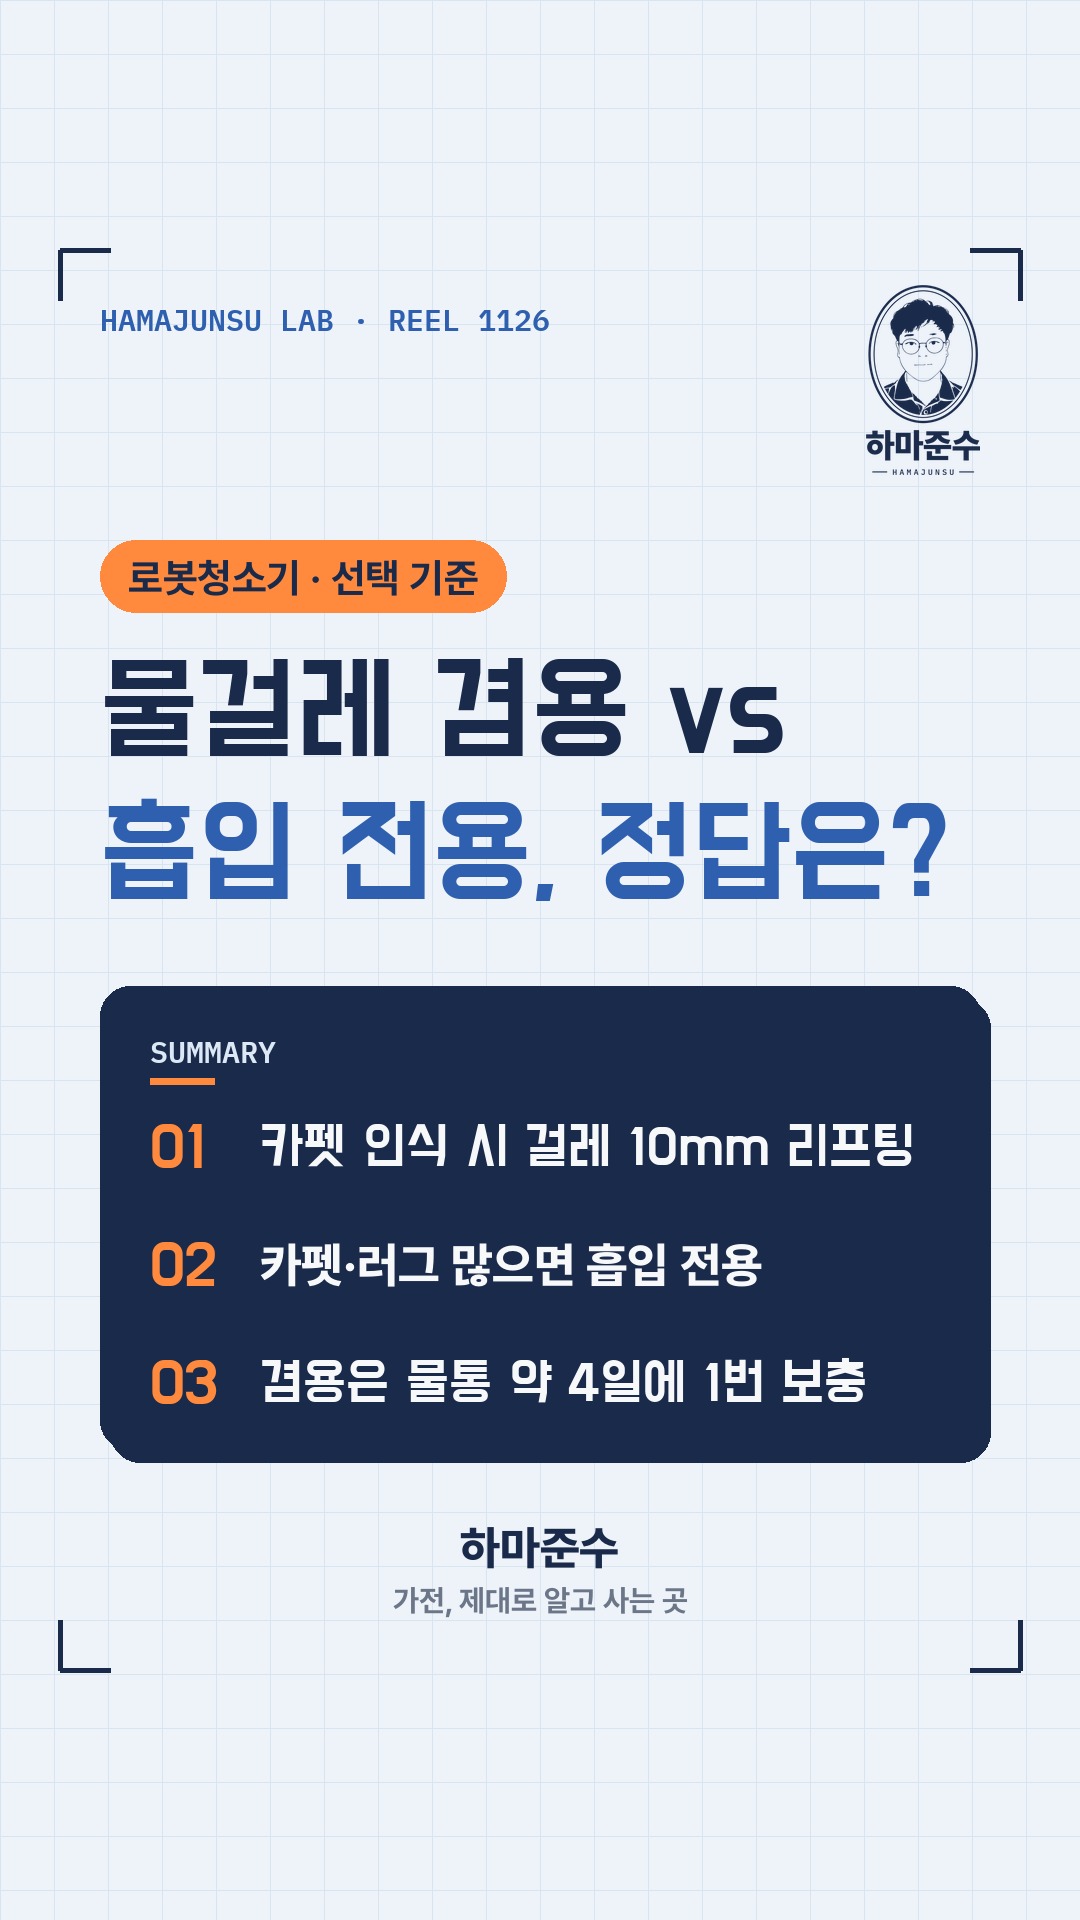 HAMAJUNSU LAB · REEL 1126
하마준수
HAMAJUNSU
로봇청소기 · 선택 기준
물걸레 겸용 vs
흡입 전용, 정답은?
SUMMARY
01 카펫 인식 시 걸레 10mm 리프팅
02 카펫·러그 많으면 흡입 전용
03 겸용은 물통 약 4일에 1번 보충
하마준수
가전, 제대로 알고 사는 곳